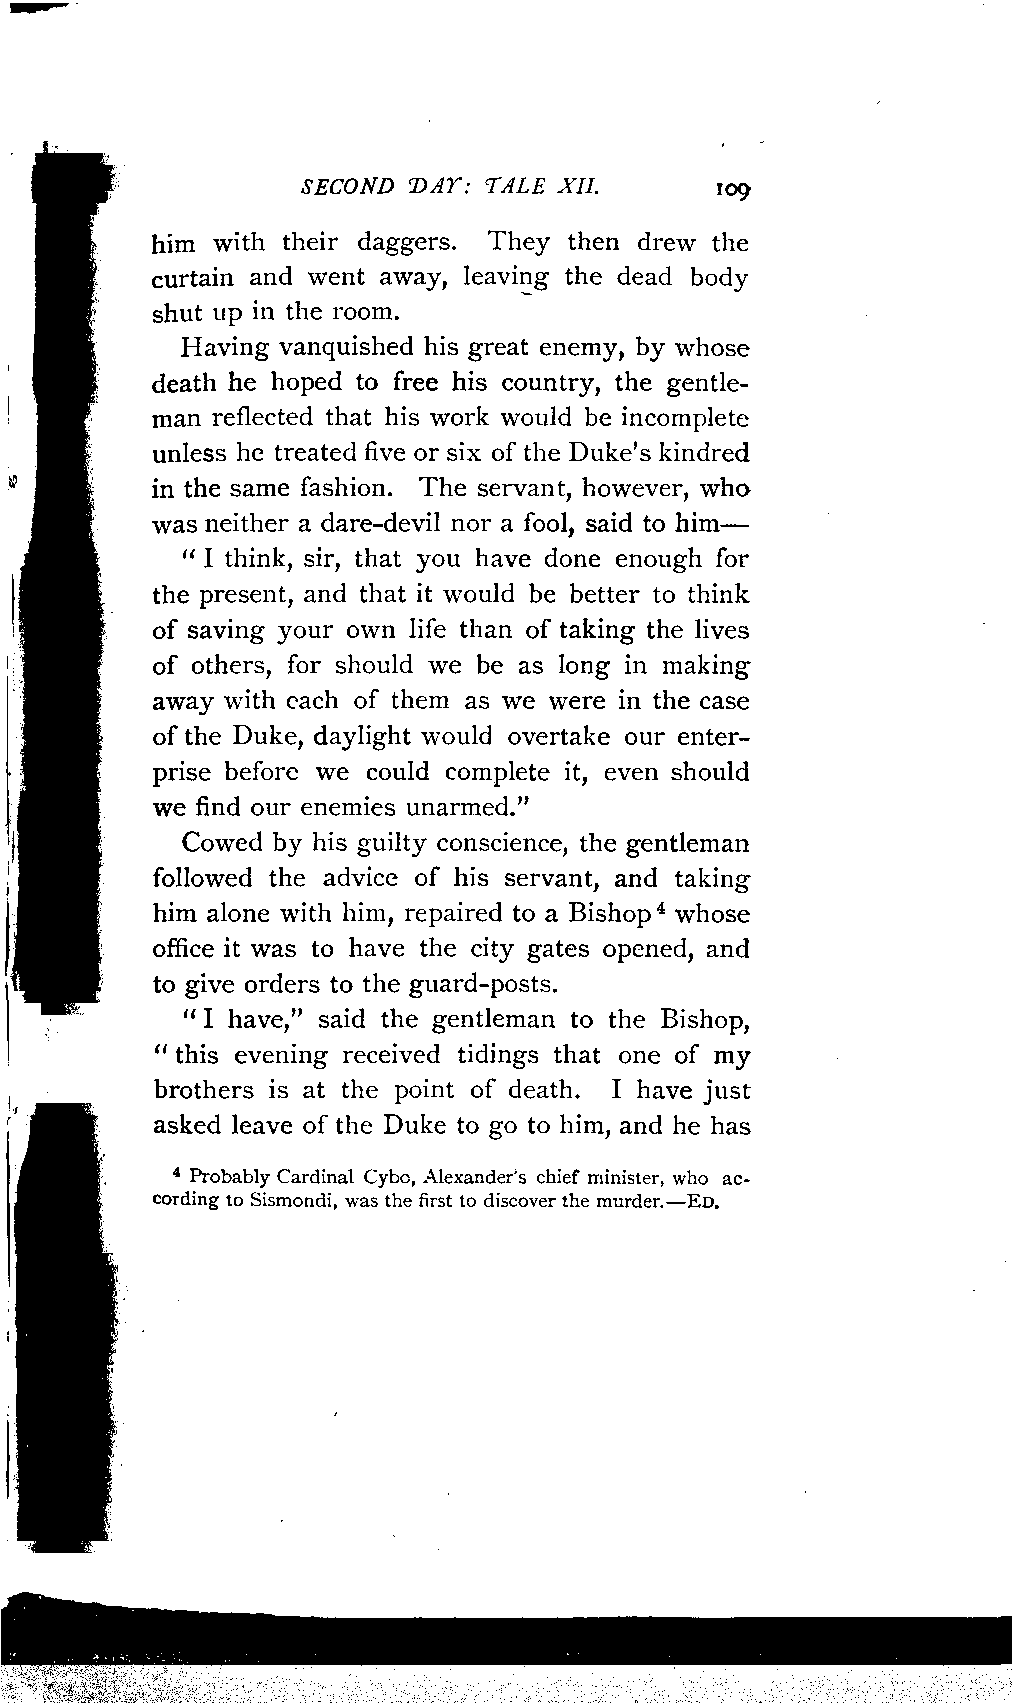 SECOND DAY: TALE XII. 109
him with their daggers. They then drew the
curtain and went away, leaving the dead body
shut up in the room.
Having vanquished his great enemy, by whose
death he hoped to free his country, the gentle-
man reflected that his work would be incomplete
unless he treated five or six of the Duke's kindred
in the same fashion. The servant, however, who
was neither a dare-devil nor a fool, said to him—
"I think, sir, that you have done enough for
the present, and that it would be better to think
of saving your own life than of taking the lives
of others, for should we be as long in making
away with each of them as we were in the case
of the Duke, daylight would overtake our enter-
prise before we could complete it, even should
we find our enemies unarmed."
Cowed by his guilty conscience, the gentleman
followed the advice of his servant, and taking
him alone with him, repaired to a Bishop⁴ whose
office it was to have the city gates opened, and
to give orders to the guard-posts.
"I have," said the gentleman to the Bishop,
"this evening received tidings that one of my
brothers is at the point of death. I have just
asked leave of the Duke to go to him, and he has
⁴ Probably Cardinal Cybo, Alexander's chief minister, who ac-
cording to Sismondi, was the first to discover the murder.—ED.